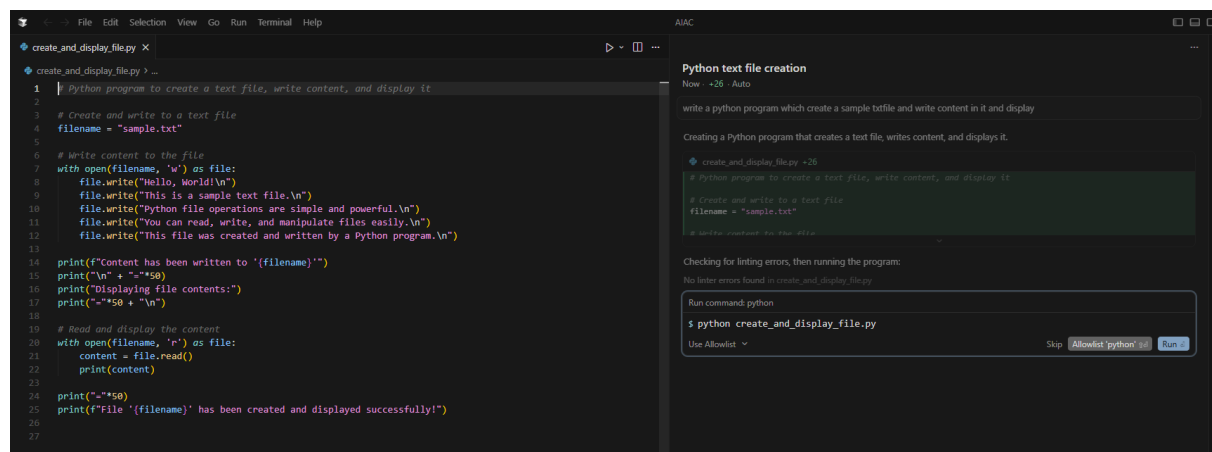 File Edit Selection View Go Run Terminal Help
AIAC
create_and_display_file.py
create_and_display_file.py > ...
1 # Python program to create a text file, write content, and display it
2
3 # Create and write to a text file
4 filename = "sample.txt"
5
6 # Write content to the file
7 with open(filename, 'w') as file:
8 file.write("Hello, World!\n")
9 file.write("This is a sample text file.\n")
10 file.write("Python file operations are simple and powerful.\n")
11 file.write("You can read, write, and manipulate files easily.\n")
12 file.write("This file was created and written by a Python program.\n")
13
14 print(f"Content has been written to '{filename}'")
15 print("\n" + "="*50)
16 print("Displaying file contents:")
17 print("="*50 + "\n")
18
19 # Read and display the content
20 with open(filename, 'r') as file:
21 content = file.read()
22 print(content)
23
24 print("="*50)
25 print(f"File '{filename}' has been created and displayed successfully!")
26
27
Python text file creation
Now · +26 · Auto
write a python program which create a sample txtfile and write content in it and display
Creating a Python program that creates a text file, writes content, and displays it.
create_and_display_file.py +26
# Python program to create a text file, write content, and display it
# Create and write to a text file
filename = "sample.txt"
# Write content to the file
Checking for linting errors, then running the program:
No linter errors found in create_and_display_file.py
Run command: python
$ python create_and_display_file.py
Use Allowlist
Skip Allowlist 'python' Run